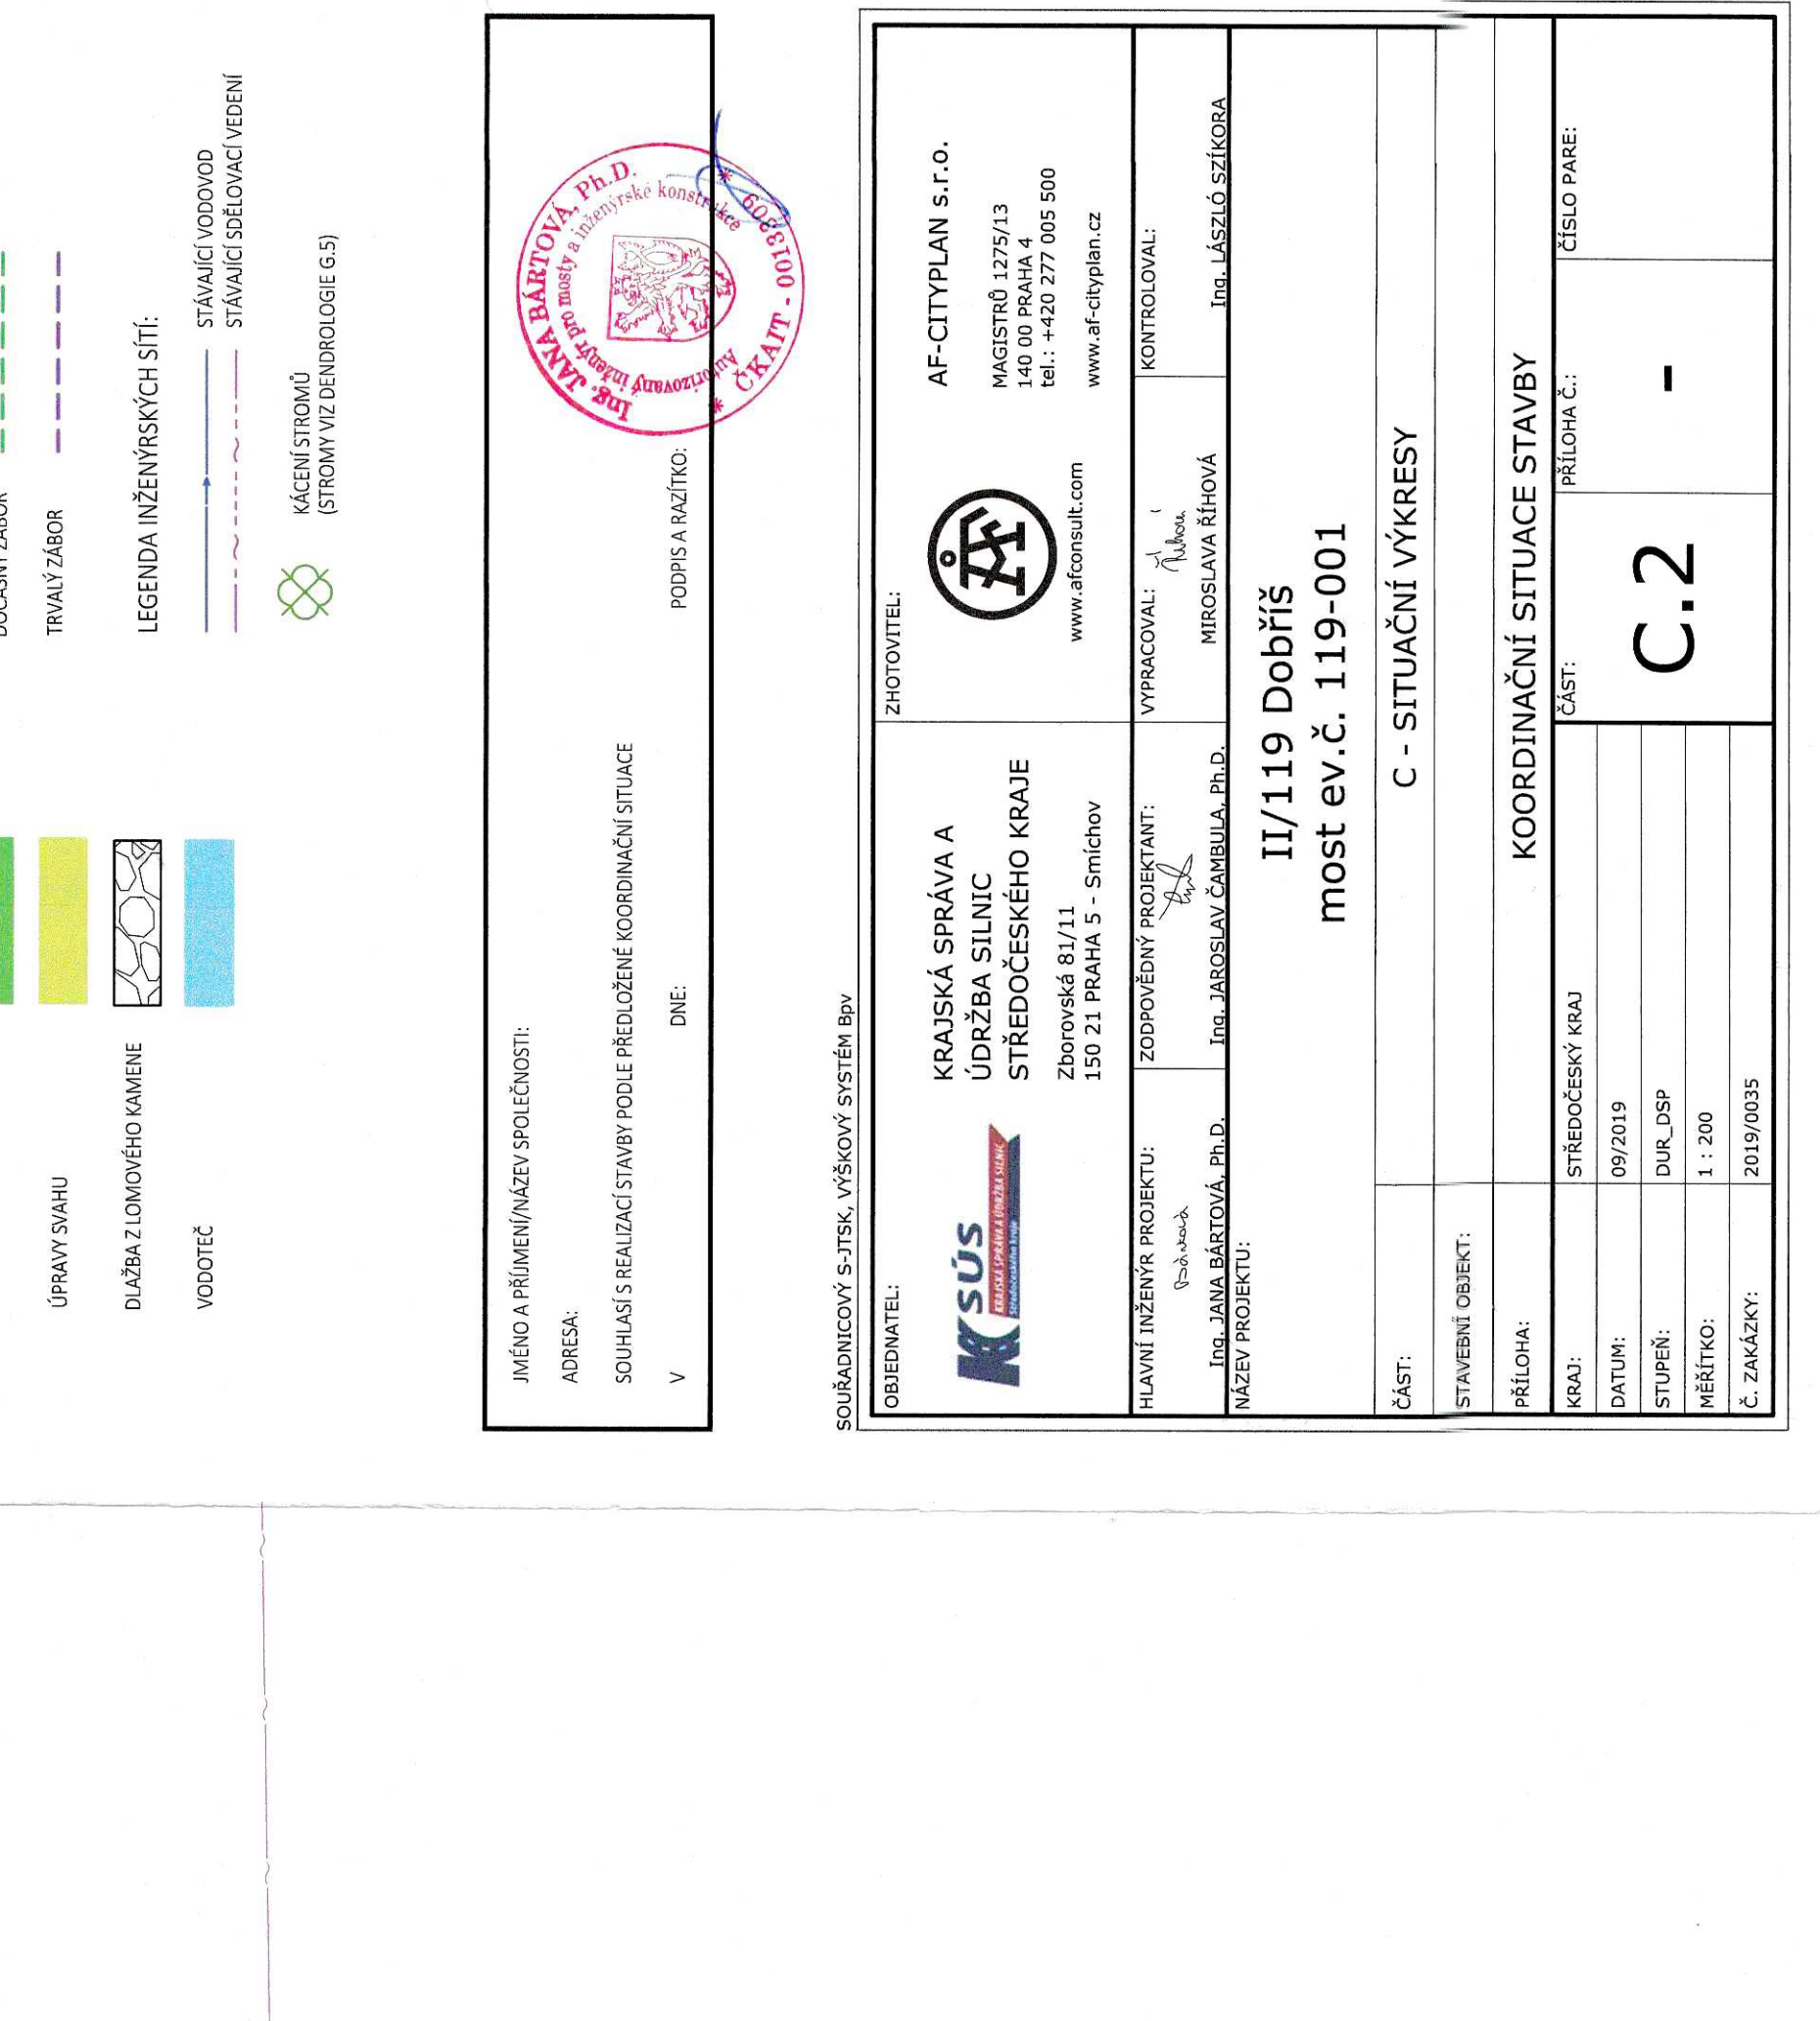 DOČASNÝ ZÁBOR
ÚPRAVY SVAHU
TRVALÝ ZÁBOR
DLAŽBA Z LOMOVÉHO KAMENE
VODOTEČ
LEGENDA INŽENÝRSKÝCH SÍTÍ:
STÁVAJÍCÍ VODOVOD
STÁVAJÍCÍ SDĚLOVACÍ VEDENÍ
KÁCENÍ STROMŮ
(STROMY VIZ DENDROLOGIE G.5)
JMÉNO A PŘÍJMENÍ/NÁZEV SPOLEČNOSTI:
ADRESA:
SOUHLASÍ S REALIZACÍ STAVBY PODLE PŘEDLOŽENÉ KOORDINAČNÍ SITUACE
V DNE: PODPIS A RAZÍTKO:
Ing. JANA BÁRTOVÁ, Ph.D.
Autorizovaný inženýr pro mosty a inženýrské konstrukce
* ČKAIT - 0013309 *
SOUŘADNICOVÝ S-JTSK, VÝŠKOVÝ SYSTÉM Bpv
OBJEDNATEL:
KSÚS
KRAJSKÁ SPRÁVA A ÚDRŽBA SILNIC
Středočeského kraje
KRAJSKÁ SPRÁVA A
ÚDRŽBA SILNIC
STŘEDOČESKÉHO KRAJE
Zborovská 81/11
150 21 PRAHA 5 - Smíchov
ZHOTOVITEL:
ÅF
www.afconsult.com
AF-CITYPLAN s.r.o.
MAGISTRŮ 1275/13
140 00 PRAHA 4
tel.: +420 277 005 500
www.af-cityplan.cz
HLAVNÍ INŽENÝR PROJEKTU:
Bártová
Ing. JANA BÁRTOVÁ, Ph.D.
ZODPOVĚDNÝ PROJEKTANT:
Ing. JAROSLAV ČAMBULA, Ph.D.
VYPRACOVAL:
Říhová
MIROSLAVA ŘÍHOVÁ
KONTROLOVAL:
Ing. LÁSZLÓ SZÍKORA
NÁZEV PROJEKTU:
II/119 Dobříš
most ev.č. 119-001
ČÁST:
C - SITUAČNÍ VÝKRESY
STAVEBNÍ OBJEKT:
PŘÍLOHA:
KOORDINAČNÍ SITUACE STAVBY
KRAJ: STŘEDOČESKÝ KRAJ
DATUM: 09/2019
STUPEŇ: DUR_DSP
MĚŘÍTKO: 1 : 200
Č. ZAKÁZKY: 2019/0035
ČÁST:
C.2
PŘÍLOHA Č.:
-
ČÍSLO PARE: